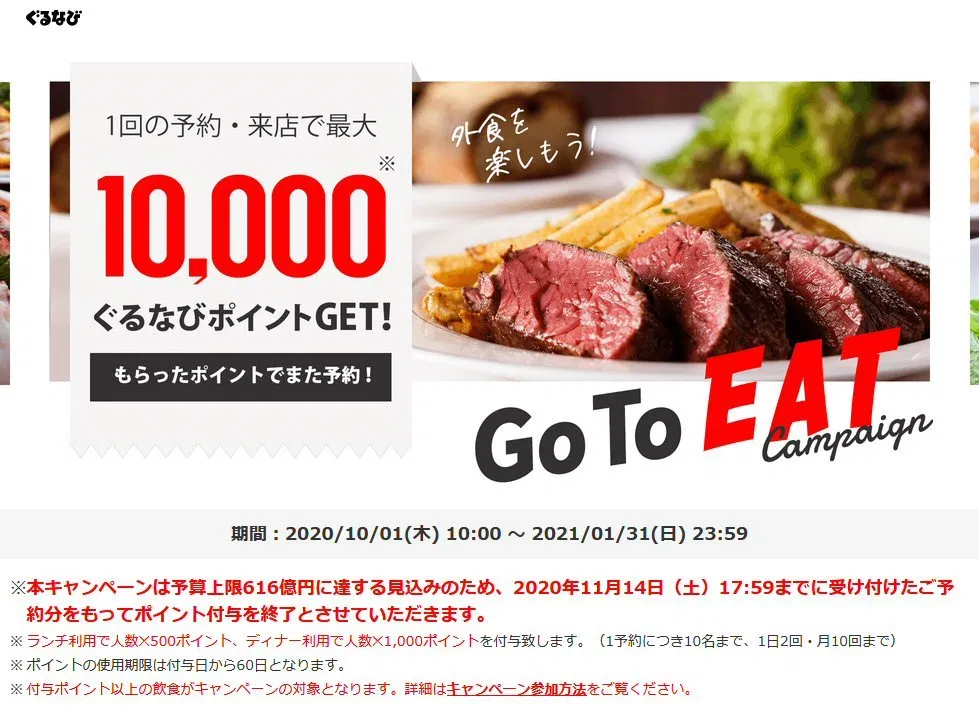 ぐるなび
1回の予約・来店で最大
※
10,000
ぐるなびポイントGET!
もらったポイントでまた予約！
外食を
楽しもう!
Go To EAT
Campaign
期間：2020/10/01(木) 10:00 ～ 2021/01/31(日) 23:59
※本キャンペーンは予算上限616億円に達する見込みのため、2020年11月14日（土）17:59までに受け付けたご予
約分をもってポイント付与を終了とさせていただきます。
※ ランチ利用で人数×500ポイント、ディナー利用で人数×1,000ポイントを付与致します。（1予約につき10名まで、1日2回・月10回まで）
※ ポイントの使用期限は付与日から60日となります。
※ 付与ポイント以上の飲食がキャンペーンの対象となります。詳細はキャンペーン参加方法をご覧ください。